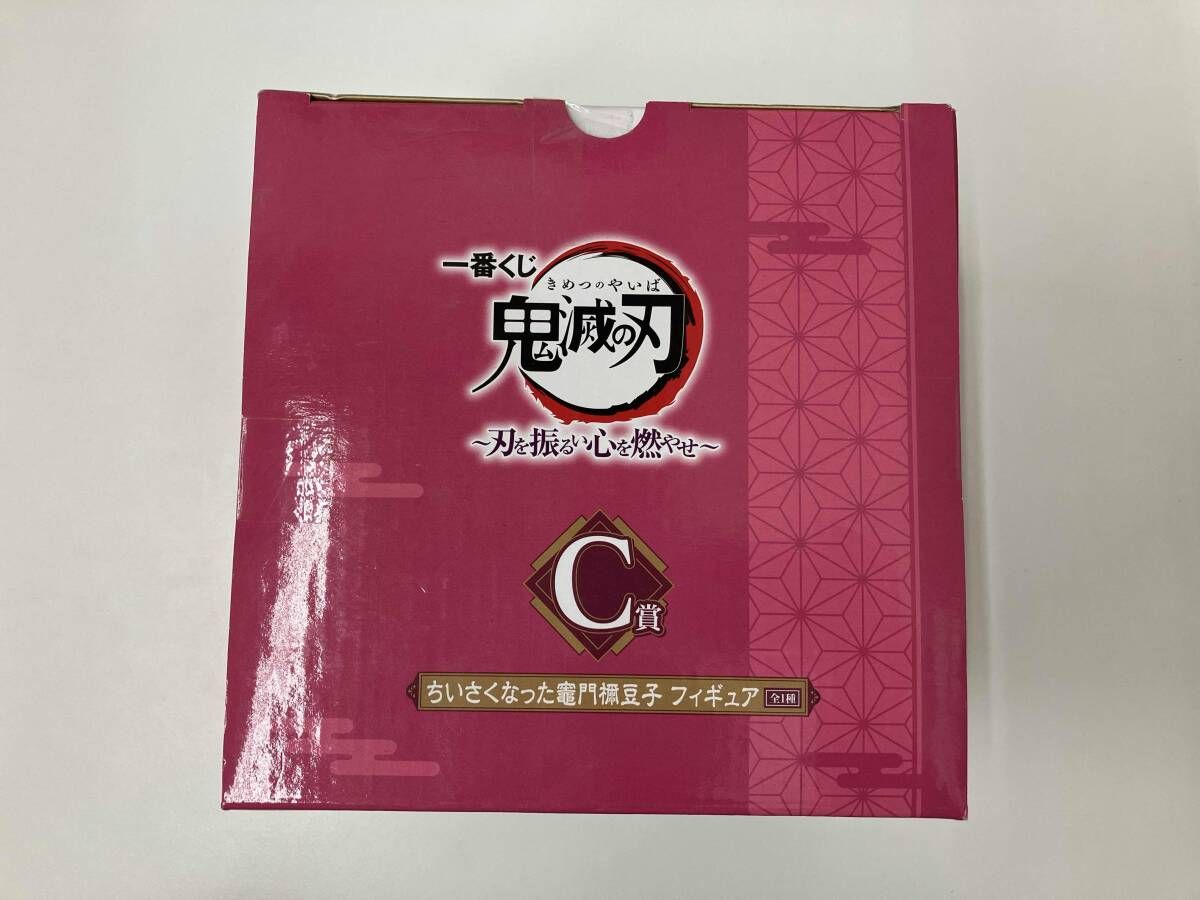 一番くじ
きめつのやいば
鬼滅の刃
～刃を振るい心を燃やせ～
C賞
ちいさくなった竈門禰豆子 フィギュア 全1種